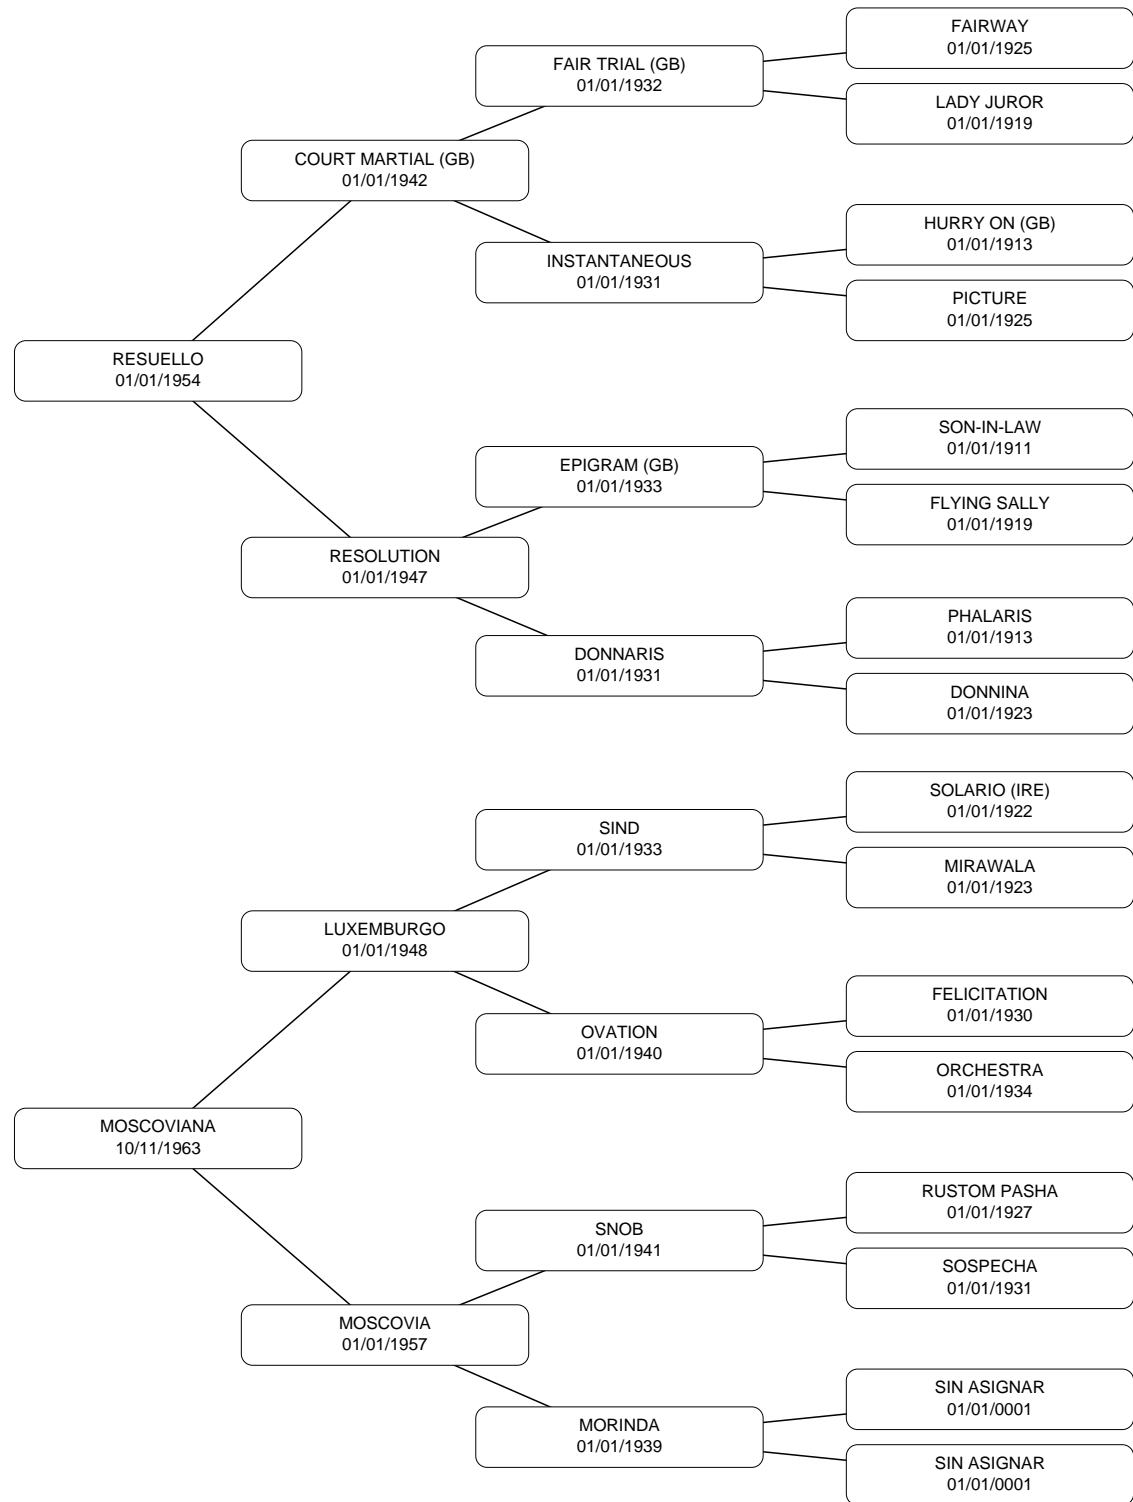 FAIRWAY
01/01/1925
FAIR TRIAL (GB)
01/01/1932
LADY JUROR
01/01/1919
COURT MARTIAL (GB)
01/01/1942
HURRY ON (GB)
01/01/1913
INSTANTANEOUS
01/01/1931
PICTURE
01/01/1925
RESUELLO
01/01/1954
SON-IN-LAW
01/01/1911
EPIGRAM (GB)
01/01/1933
FLYING SALLY
01/01/1919
RESOLUTION
01/01/1947
PHALARIS
01/01/1913
DONNARIS
01/01/1931
DONNINA
01/01/1923
SOLARIO (IRE)
01/01/1922
SIND
01/01/1933
MIRAWALA
01/01/1923
LUXEMBURGO
01/01/1948
FELICITATION
01/01/1930
OVATION
01/01/1940
ORCHESTRA
01/01/1934
MOSCOVIANA
10/11/1963
RUSTOM PASHA
01/01/1927
SNOB
01/01/1941
SOSPECHA
01/01/1931
MOSCOVIA
01/01/1957
SIN ASIGNAR
01/01/0001
MORINDA
01/01/1939
SIN ASIGNAR
01/01/0001